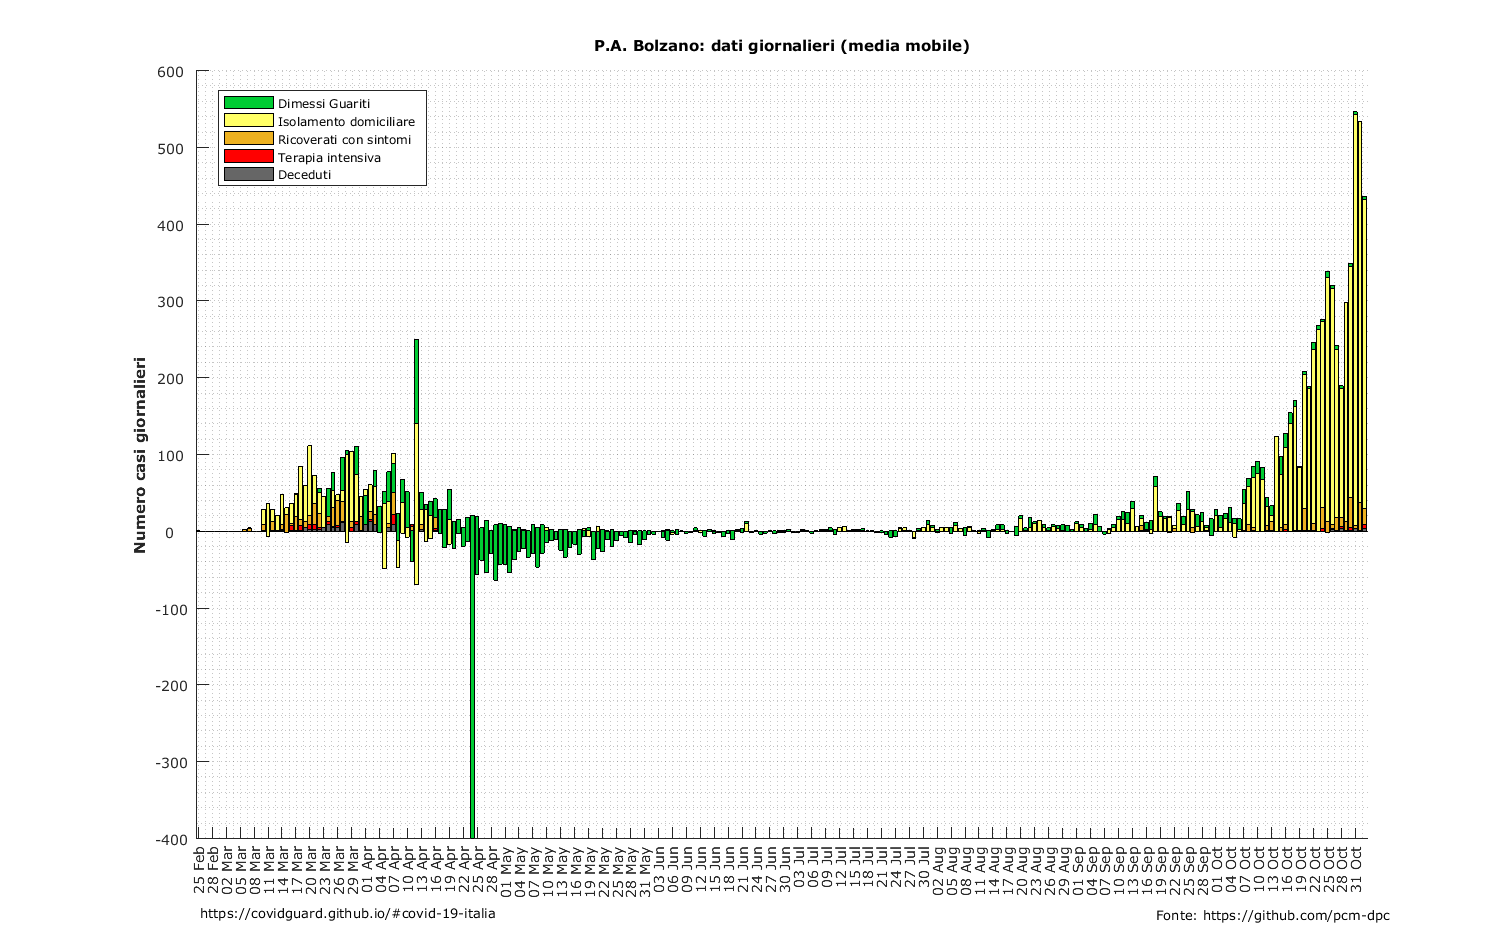 P.A. Bolzano: dati giornalieri (media mobile)
600
500
400
300
200
100
0
-100
-200
-300
-400
Numero casi giornalieri
Dimessi Guariti
Isolamento domiciliare
Ricoverati con sintomi
Terapia intensiva
Deceduti
25 Feb
28 Feb
02 Mar
05 Mar
08 Mar
11 Mar
14 Mar
17 Mar
20 Mar
23 Mar
26 Mar
29 Mar
01 Apr
04 Apr
07 Apr
10 Apr
13 Apr
16 Apr
19 Apr
22 Apr
25 Apr
28 Apr
01 May
04 May
07 May
10 May
13 May
16 May
19 May
22 May
25 May
28 May
31 May
03 Jun
06 Jun
09 Jun
12 Jun
15 Jun
18 Jun
21 Jun
24 Jun
27 Jun
30 Jun
03 Jul
06 Jul
09 Jul
12 Jul
15 Jul
18 Jul
21 Jul
24 Jul
27 Jul
30 Jul
02 Aug
05 Aug
08 Aug
11 Aug
14 Aug
17 Aug
20 Aug
23 Aug
26 Aug
29 Aug
01 Sep
04 Sep
07 Sep
10 Sep
13 Sep
16 Sep
19 Sep
22 Sep
25 Sep
28 Sep
01 Oct
04 Oct
07 Oct
10 Oct
13 Oct
16 Oct
19 Oct
22 Oct
25 Oct
28 Oct
31 Oct
https://covidguard.github.io/#covid-19-italia
Fonte: https://github.com/pcm-dpc